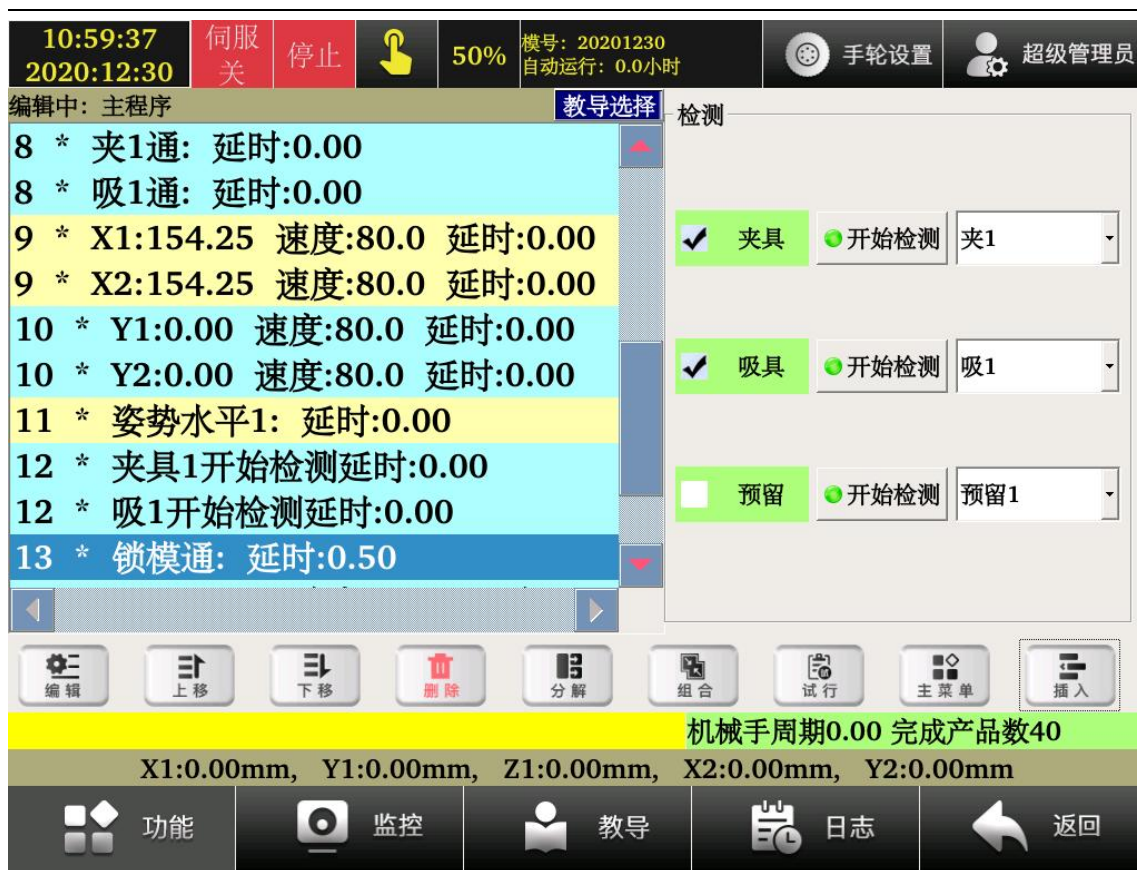 10:59:37
2020:12:30
伺服
关
停止
50%
模号: 20201230
自动运行: 0.0小时
手轮设置
超级管理员
编辑中: 主程序
教导选择
8 * 夹1通: 延时:0.00
8 * 吸1通: 延时:0.00
9 * X1:154.25 速度:80.0 延时:0.00
9 * X2:154.25 速度:80.0 延时:0.00
10 * Y1:0.00 速度:80.0 延时:0.00
10 * Y2:0.00 速度:80.0 延时:0.00
11 * 姿势水平1: 延时:0.00
12 * 夹具1开始检测延时:0.00
12 * 吸1开始检测延时:0.00
13 * 锁模通: 延时:0.50
检测
夹具 开始检测 夹1
吸具 开始检测 吸1
预留 开始检测 预留1
编辑
上移
下移
删除
分解
组合
试行
主菜单
插入
机械手周期0.00 完成产品数40
X1:0.00mm, Y1:0.00mm, Z1:0.00mm, X2:0.00mm, Y2:0.00mm
功能
监控
教导
日志
返回